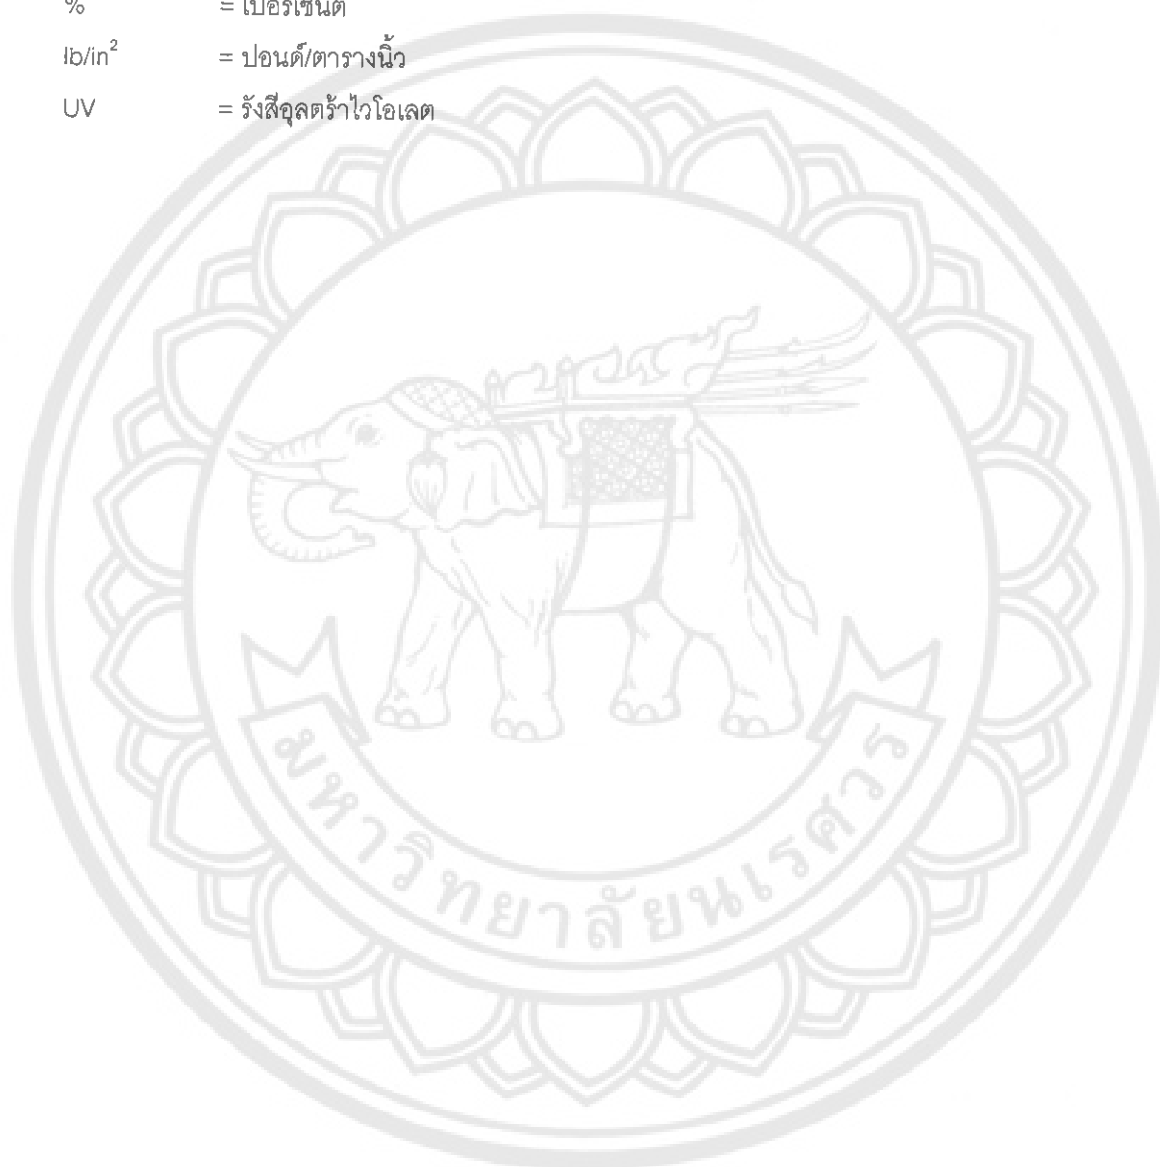 % = เปอร์เซนต์
lb/in² = ปอนด์/ตารางนิ้ว
UV = รังสีอุลตร้าไวโอเลต
มหาวิทยาลัยนเรศวร